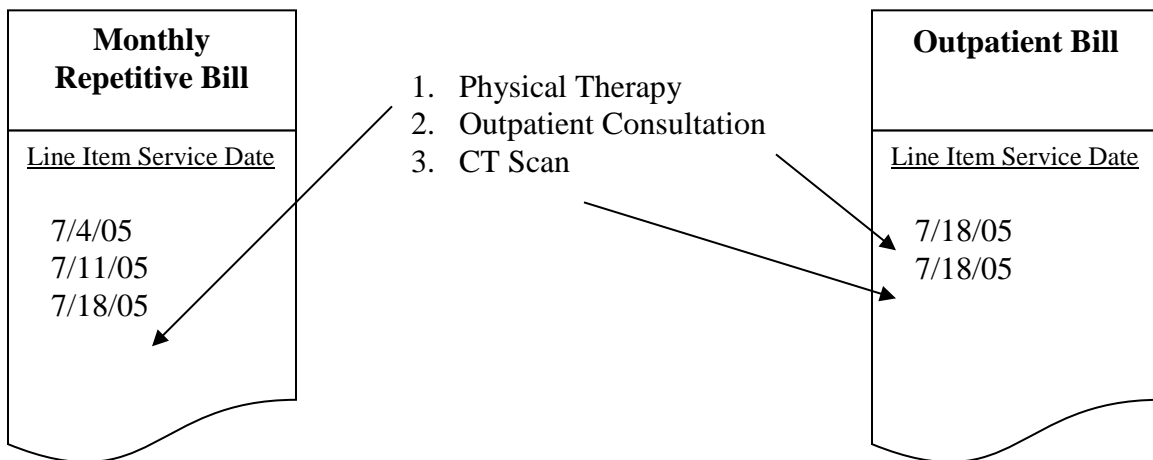 Monthly
Repetitive Bill
Line Item Service Date
7/4/05
7/11/05
7/18/05
1. Physical Therapy
2. Outpatient Consultation
3. CT Scan
Outpatient Bill
Line Item Service Date
7/18/05
7/18/05